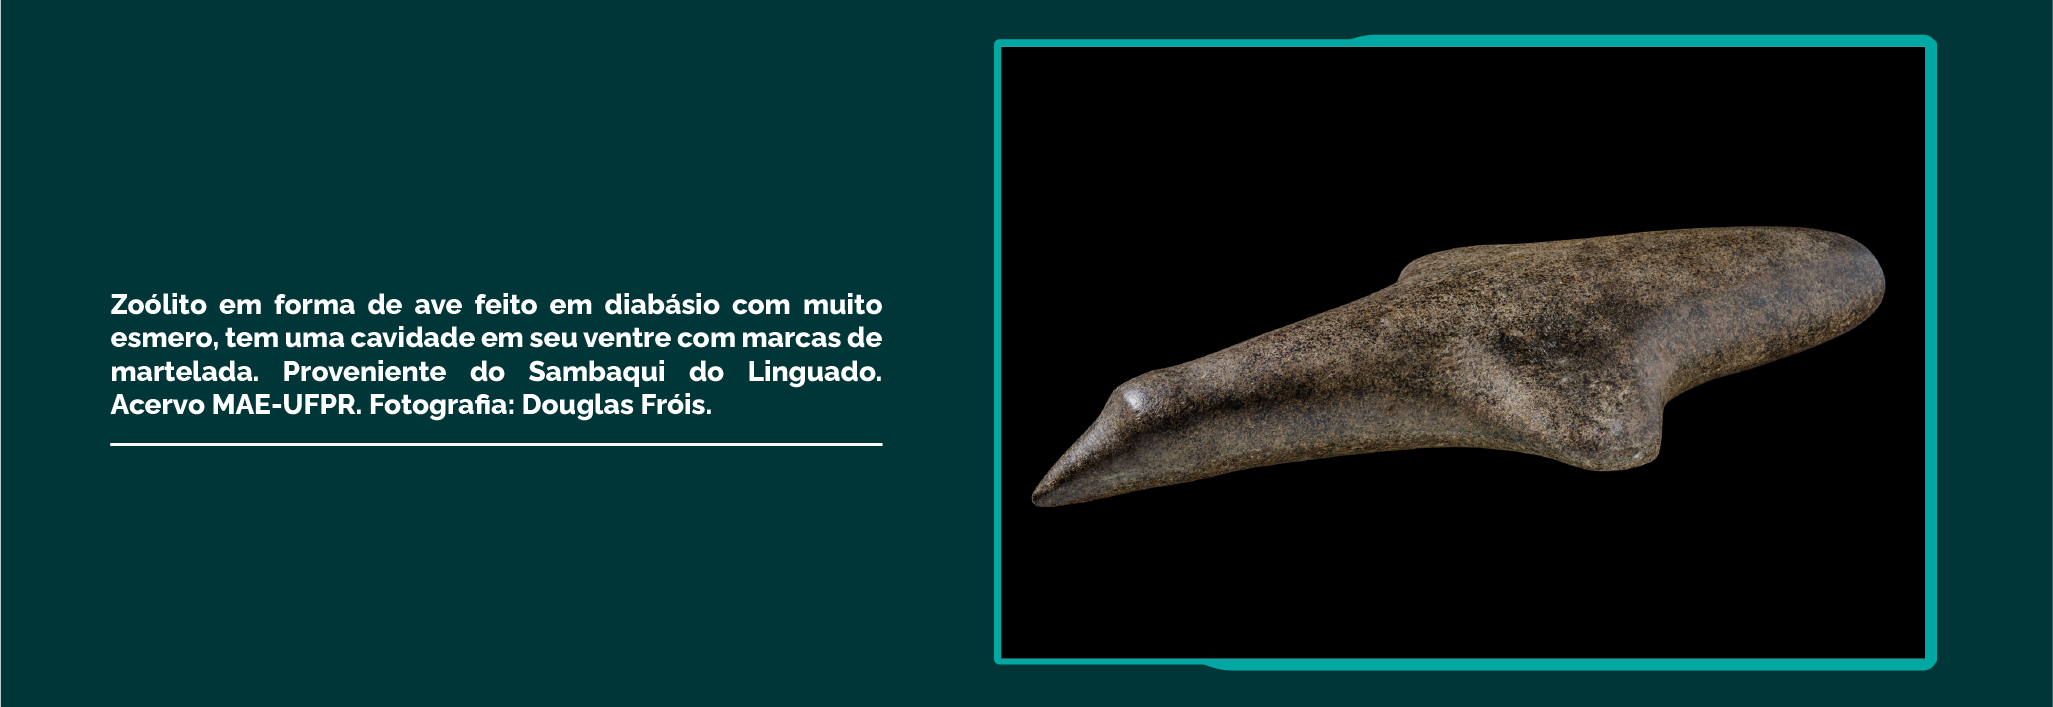 Zoólito em forma de ave feito em diabásio com muito
esmero, tem uma cavidade em seu ventre com marcas de
martelada. Proveniente do Sambaqui do Linguado.
Acervo MAE-UFPR. Fotografia: Douglas Fróis.